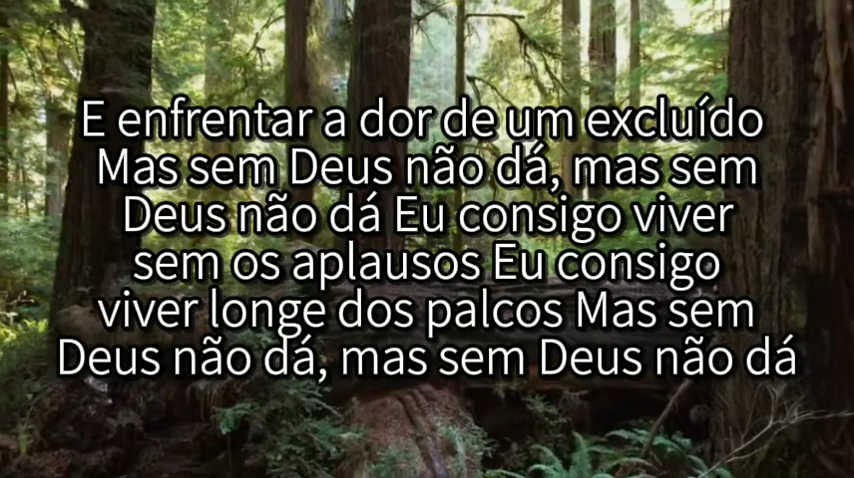 E enfrentar a dor de um excluído
Mas sem Deus não dá, mas sem
Deus não dá Eu consigo viver
sem os aplausos Eu consigo
viver longe dos palcos Mas sem
Deus não dá, mas sem Deus não dá